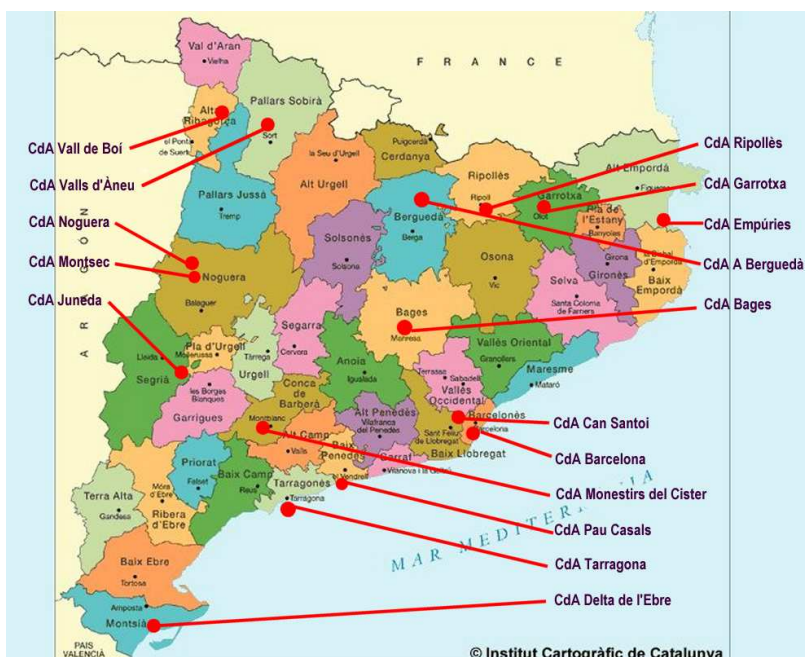 Val d'Aran
Vielha
FRANCE
Alta
Ribagorça
el Pont
de Suert
Pallars Sobirà
Sort
Puigcerdà
Cerdanya
la Seu d'Urgell
Alt Urgell
Ripollès
Ripoll
Alt Empordà
Figueres
Garrotxa
Olot
Pla de
l'Estany
Banyoles
Pallars Jussà
Tremp
Berguedà
Berga
Solsonès
Solsona
Osona
Vic
Girona
Gironès
la Bisbal
d'Empordà
Baix
Empordà
Selva
Santa Coloma
de Farners
ARAGÓN
Noguera
Balaguer
Bages
Manresa
Segarra
Cervera
Vallès Oriental
Granollers
Maresme
Mataró
Pla d'Urgell
Mollerussa
Lleida
Segrià
Tàrrega
Urgell
Anoia
Igualada
Terrassa
Sabadell
Vallès
Occidental
les Borges
Blanques
Garrigues
Conca
de
Barberà
Montblanc
Alt Penedès
Vilafranca
del Penedès
Sant Feliu
de Llobregat
Baix Llobregat
Barcelonès
Barcelona
Alt Camp
Valls
Baix
Penedès
el Vendrell
Garraf
Vilanova i la Geltrú
Priorat
Falset
Baix Camp
Reus
Tarragonès
Tarragona
Terra Alta
Gandesa
Móra
d'Ebre
Ribera
d'Ebre
MAR MEDITERRÀNIA
Baix Ebre
Tortosa
Amposta
Montsià
PAIS
VALENCIÀ
CdA Vall de Boí
CdA Valls d'Àneu
CdA Noguera
CdA Montsec
CdA Juneda
CdA Ripollès
CdA Garrotxa
CdA Empúries
CdA A Berguedà
CdA Bages
CdA Can Santoi
CdA Barcelona
CdA Monestirs del Cister
CdA Pau Casals
CdA Tarragona
CdA Delta de l'Ebre
© Institut Cartogràfic de Catalunya